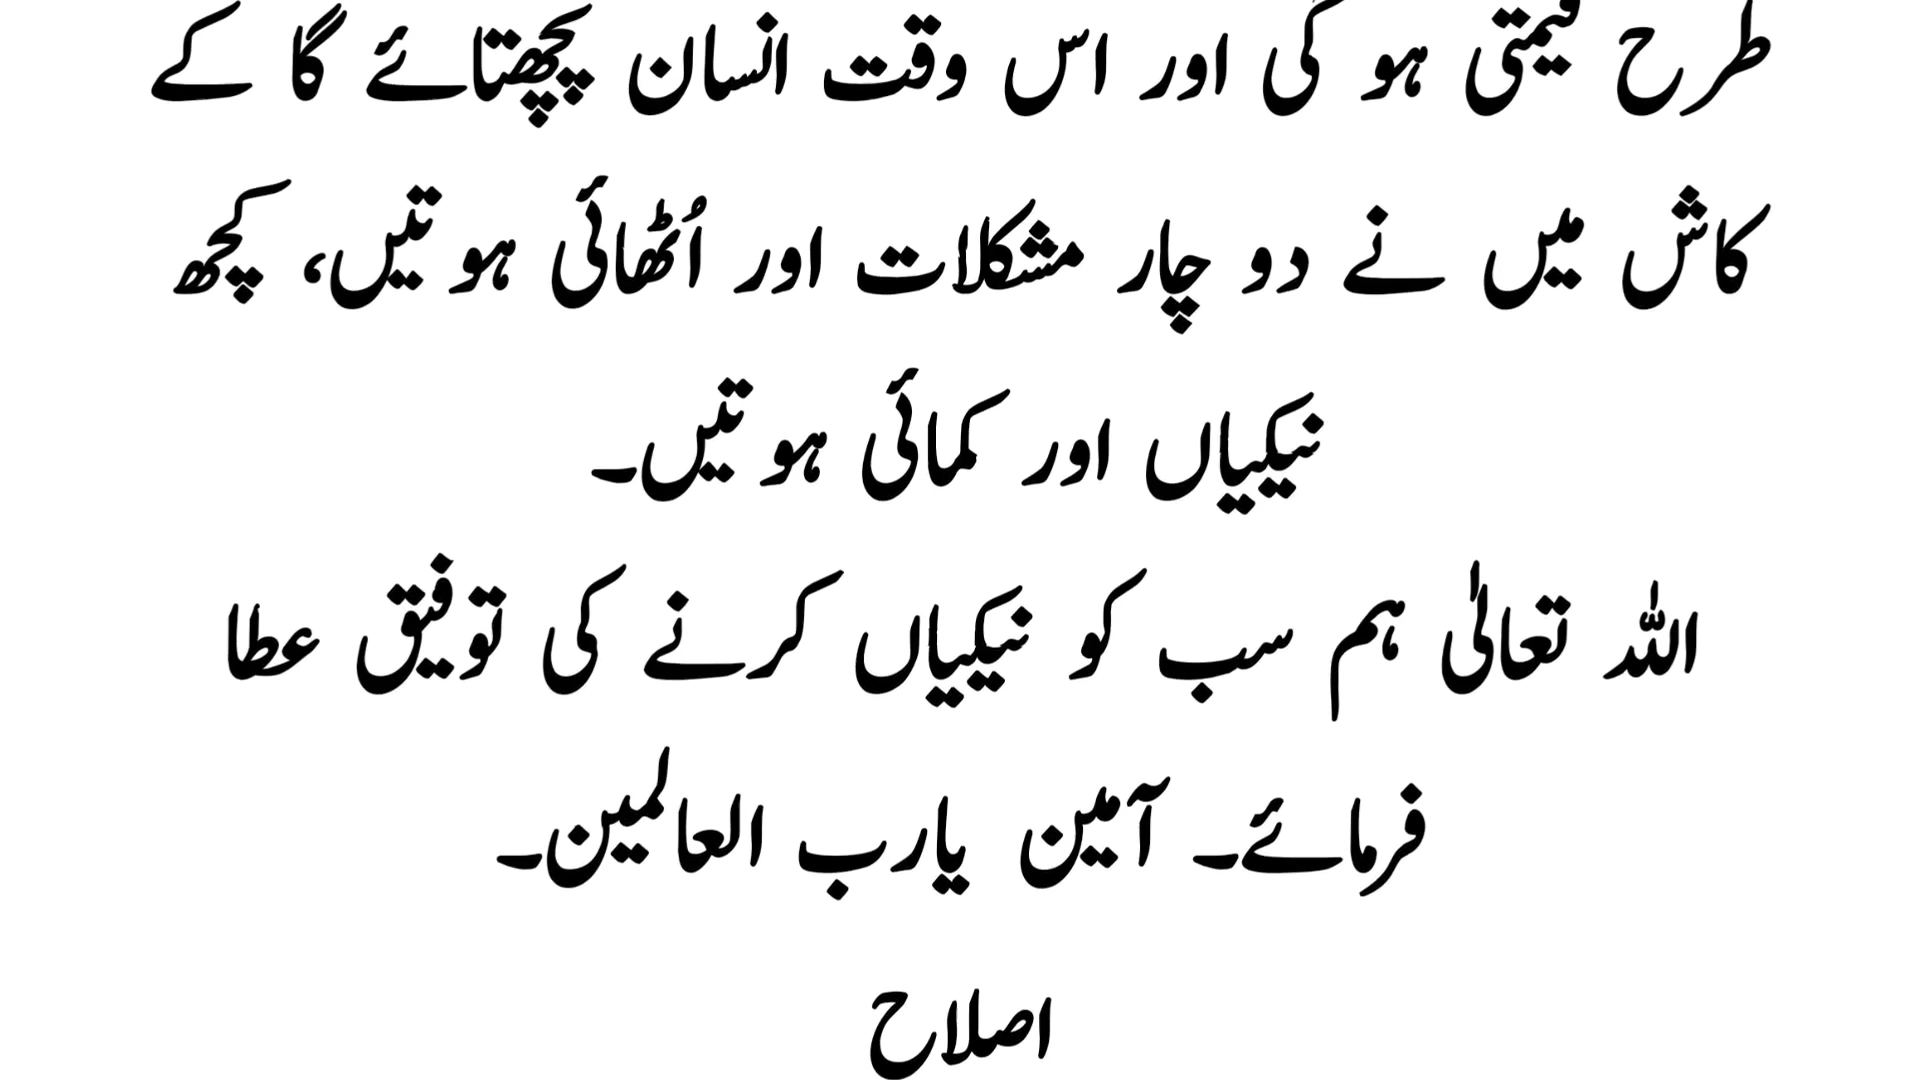 طرح قیمتی ہو گی اور اس وقت انسان پچھتائے گا کے
کاش میں نے دو چار مشکلات اور اُٹھائی ہوتیں، کچھ
نیکیاں اور کمائی ہوتیں۔
اللہ تعالیٰ ہم سب کو نیکیاں کرنے کی توفیق عطا
فرمائے۔ آمین یارب العالمین۔
اصلاح